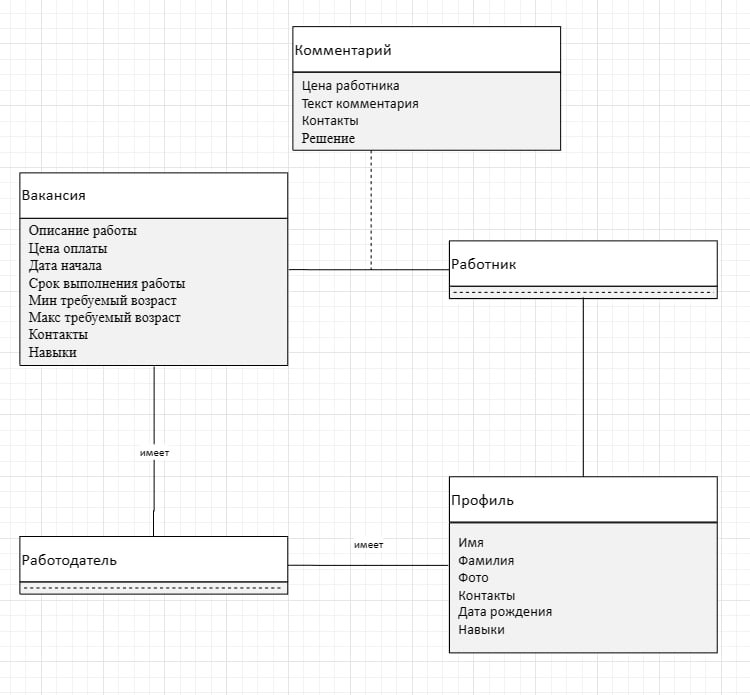 Комментарий
Цена работника
Текст комментария
Контакты
Решение
Вакансия
Описание работы
Цена оплаты
Дата начала
Срок выполнения работы
Мин требуемый возраст
Макс требуемый возраст
Контакты
Навыки
Работник
имеет
Работодатель
имеет
Профиль
Имя
Фамилия
Фото
Контакты
Дата рождения
Навыки